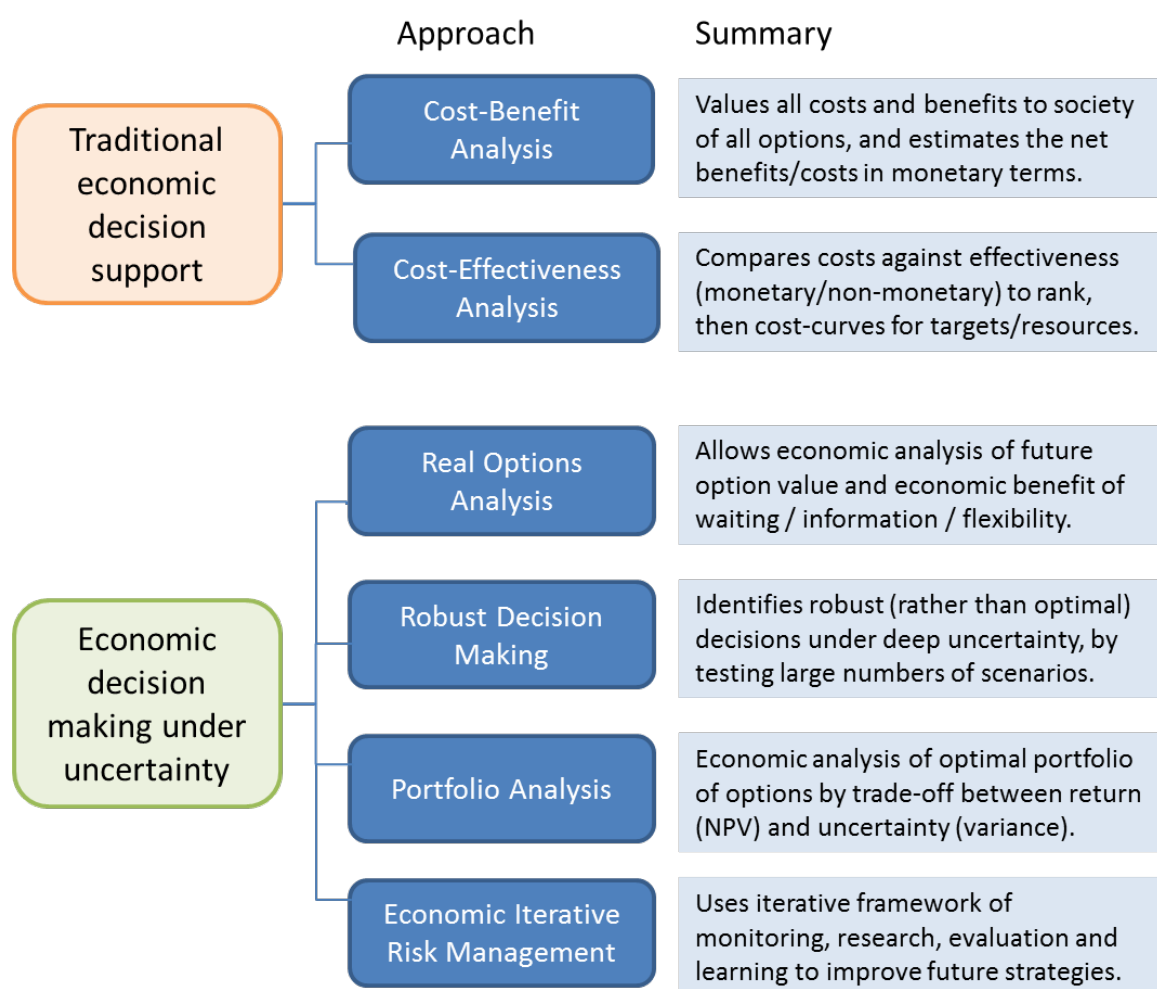 Approach
Summary
Traditional
economic
decision
support
Cost-Benefit
Analysis
Values all costs and benefits to society
of all options, and estimates the net
benefits/costs in monetary terms.
Cost-Effectiveness
Analysis
Compares costs against effectiveness
(monetary/non-monetary) to rank,
then cost-curves for targets/resources.
Economic
decision
making under
uncertainty
Real Options
Analysis
Allows economic analysis of future
option value and economic benefit of
waiting / information / flexibility.
Robust Decision
Making
Identifies robust (rather than optimal)
decisions under deep uncertainty, by
testing large numbers of scenarios.
Portfolio Analysis
Economic analysis of optimal portfolio
of options by trade-off between return
(NPV) and uncertainty (variance).
Economic Iterative
Risk Management
Uses iterative framework of
monitoring, research, evaluation and
learning to improve future strategies.